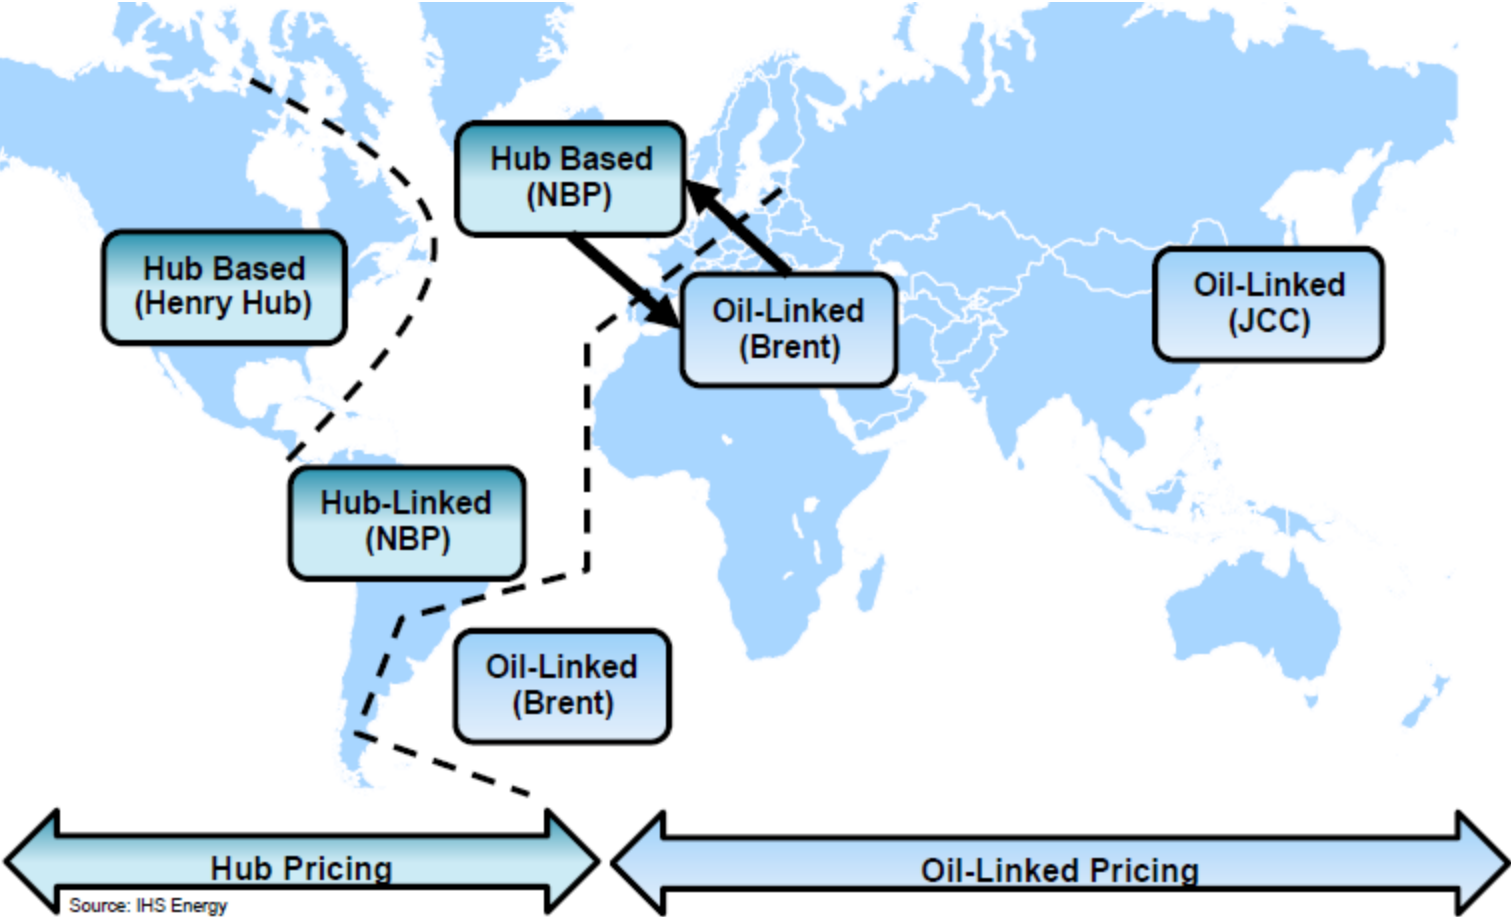 Hub Based
(NBP)
Hub Based
(Henry Hub)
Oil-Linked
(Brent)
Oil-Linked
(JCC)
Hub-Linked
(NBP)
Oil-Linked
(Brent)
Hub Pricing
Oil-Linked Pricing
Source: IHS Energy